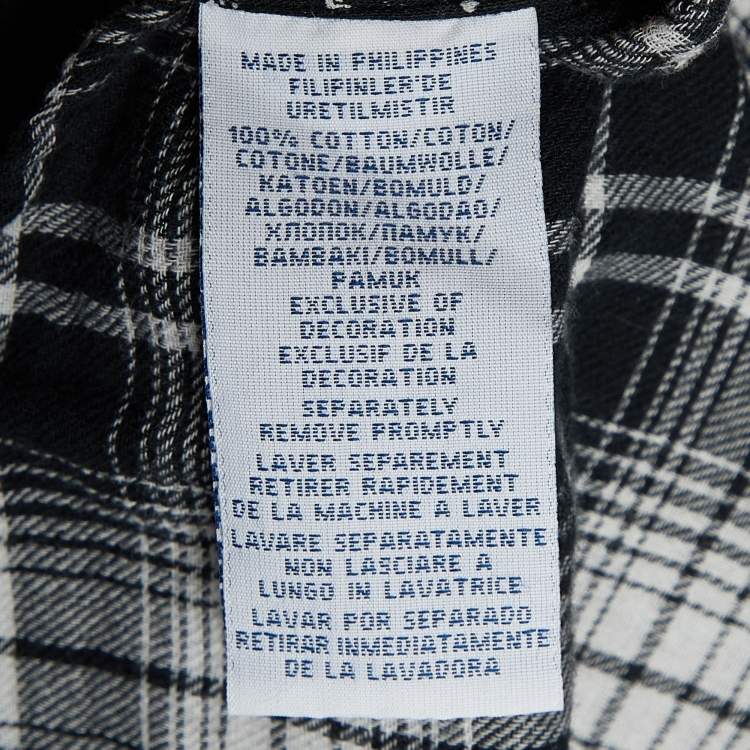 MADE IN PHILIPPINES
FILIPINLER'DE
URETILMISTIR
100% COTTON/COTON/
COTONE/BAUMWOLLE/
KATOEN/BOMULD/
ALGODON/ALGODAO/
ХЛОПОК/ПАМУК/
BAMBAKI/BOMULL/
PAMUK
EXCLUSIVE OF
DECORATION
EXCLUSIF DE LA
DECORATION
SEPARATELY
REMOVE PROMPTLY
LAVER SEPAREMENT
RETIRER RAPIDEMENT
DE LA MACHINE A LAVER
LAVARE SEPARATAMENTE
NON LASCIARE A
LUNGO IN LAVATRICE
LAVAR POR SEPARADO
RETIRAR INMEDIATAMENTE
DE LA LAVADORA